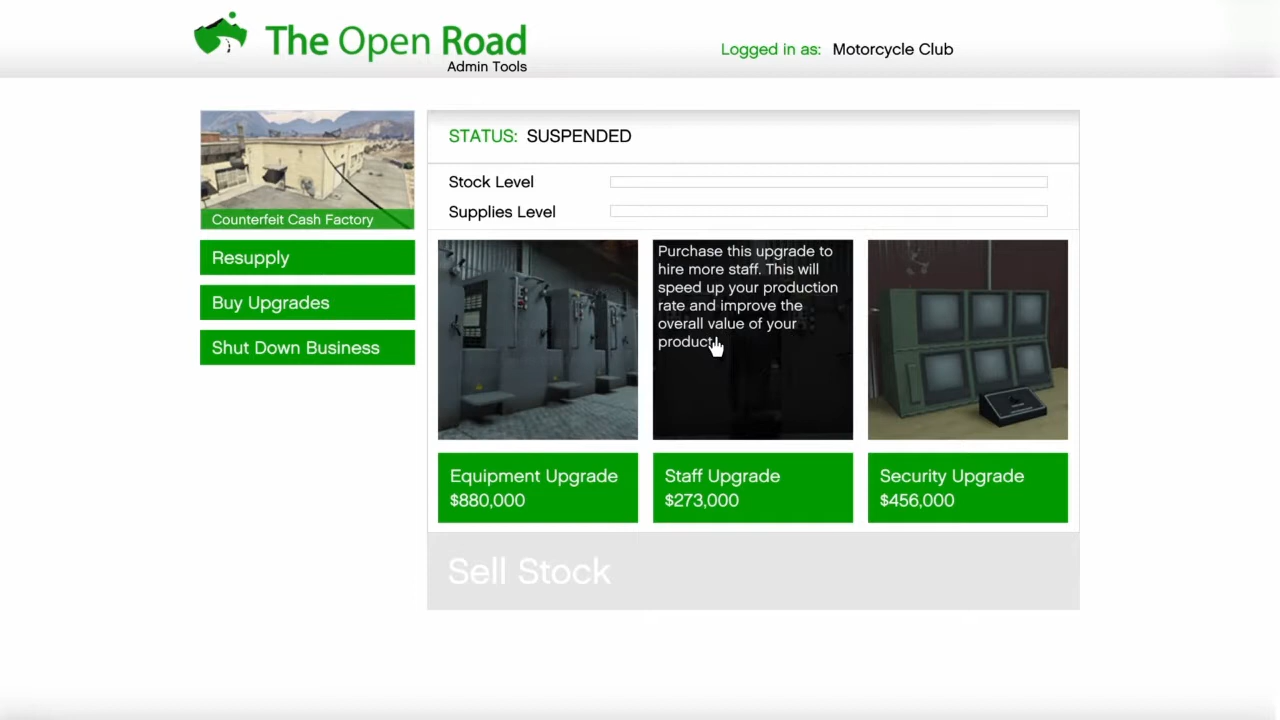 The Open Road
Admin Tools
Logged in as: Motorcycle Club
Counterfeit Cash Factory
Resupply
Buy Upgrades
Shut Down Business
STATUS: SUSPENDED
Stock Level
Supplies Level
Purchase this upgrade to
hire more staff. This will
speed up your production
rate and improve the
overall value of your
product.
Equipment Upgrade
$880,000
Staff Upgrade
$273,000
Security Upgrade
$456,000
Sell Stock